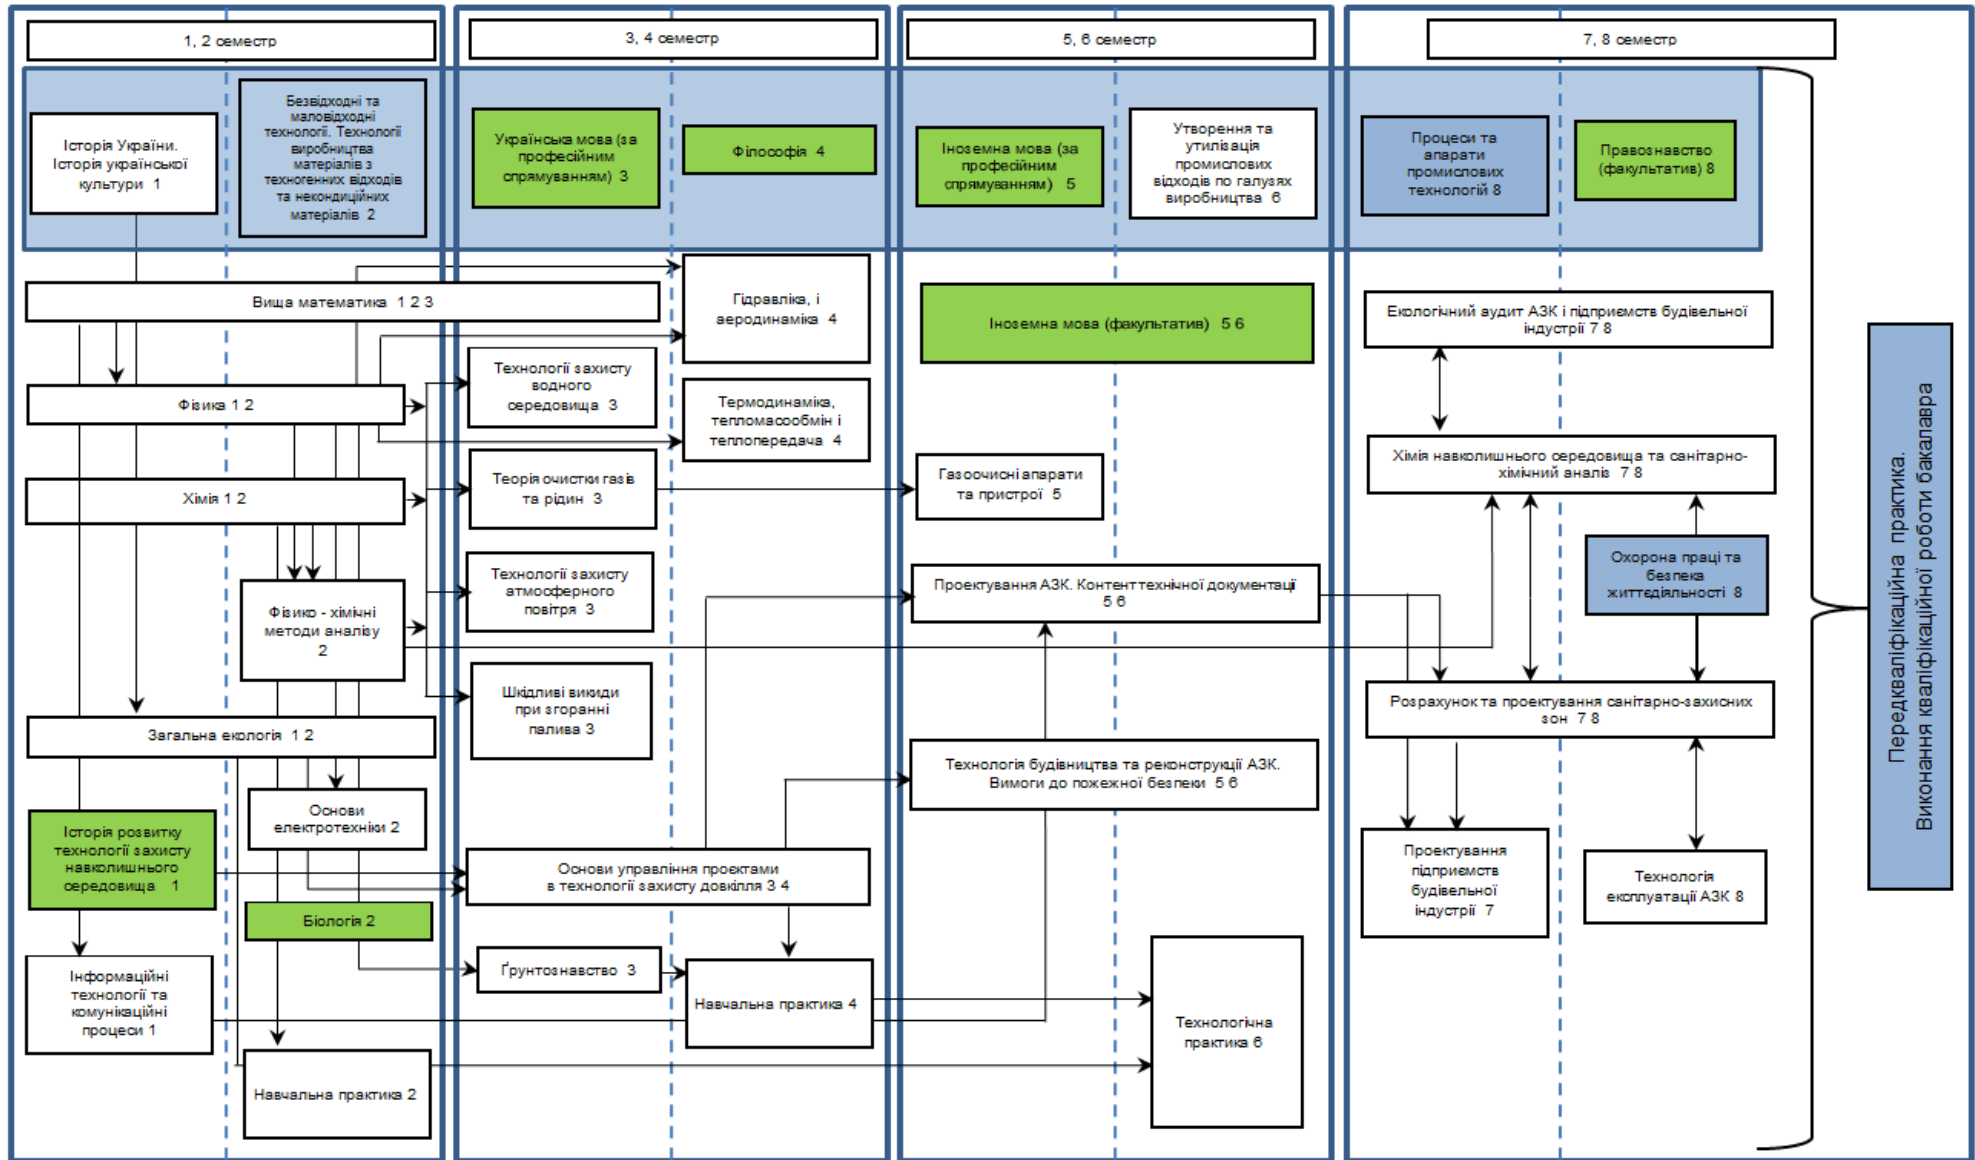 1, 2 семестр
3, 4 семестр
5, 6 семестр
7, 8 семестр
Історія України.
Історія української
культури 1
Безвідходні та
маловідходні
технології. Технології
виробництва
матеріалів з
техногенних відходів
та некондиційних
матеріалів 2
Українська мова (за
професійним
спрямуванням) 3
Філософія 4
Іноземна мова (за
професійним
спрямуванням) 5
Утворення та
утилізація
промислових
відходів по галузях
виробництва 6
Процеси та
апарати
промислових
технологій 8
Правознавство
(факультатив) 8
Вища математика 1 2 3
Гідравліка, і
аеродинаміка 4
Іноземна мова (факультатив) 5 6
Екологічний аудит АЗК і підприємств будівельної
індустрії 7 8
Фізика 1 2
Технології захисту
водного
середовища 3
Термодинаміка,
тепломасообмін і
теплопередача 4
Хімія 1 2
Теорія очистки газів
та рідин 3
Газоочисні апарати
та пристрої 5
Хімія навколишнього середовища та санітарно-
хімічний аналіз 7 8
Фізико - хімічні
методи аналізу
2
Технології захисту
атмосферного
повітря 3
Проектування АЗК. Контент технічної документації
5 6
Охорона праці та
безпека
життєдіяльності 8
Шкідливі викиди
при згоранні
палива 3
Розрахунок та проектування санітарно-захисних
зон 7 8
Загальна екологія 1 2
Технологія будівництва та реконструкції АЗК.
Вимоги до пожежної безпеки 5 6
Основи
електротехніки 2
Історія розвитку
технології захисту
навколишнього
середовища 1
Основи управління проєктами
в технології захисту довкілля 3 4
Проектування
підприємств
будівельної
індустрії 7
Технологія
експлуатації АЗК 8
Біологія 2
Інформаційні
технології та
комунікаційні
процеси 1
Ґрунтознавство 3
Навчальна практика 4
Технологічна
практика 6
Навчальна практика 2
Передкваліфікаційна практика.
Виконання кваліфікаційної роботи бакалавра